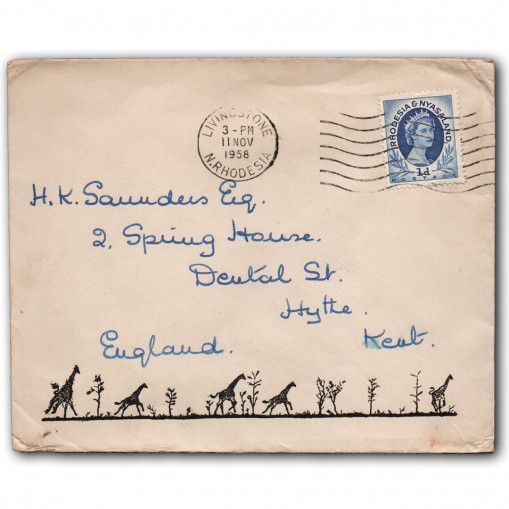 LIVINGSTONE
3-PM
11 NOV
1958
N.RHODESIA
RHODESIA & NYASALAND
1d
POSTAGE
H.K. Saunders Esq.
2, Spring House.
Dental St.
Hythe.
England. Kent.